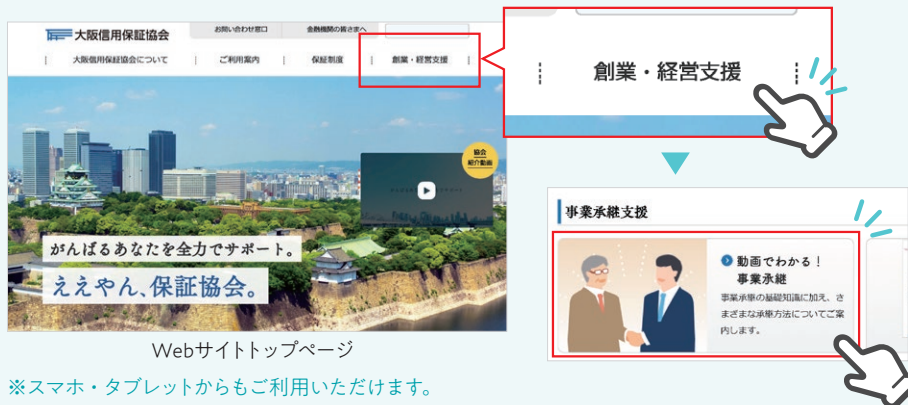 大阪信用保証協会
お問い合わせ窓口
金融機関の皆さまへ
大阪信用保証協会について
ご利用案内
保証制度
創業・経営支援
協会
紹介動画
がんばるあなたを全力でサポート。
ええやん、保証協会。
Webサイトトップページ
※スマホ・タブレットからもご利用いただけます。
創業・経営支援
事業承継支援
動画でわかる！
事業承継
事業承継の基礎知識に加え、さ
まざまな承継方法についてご案
内します。